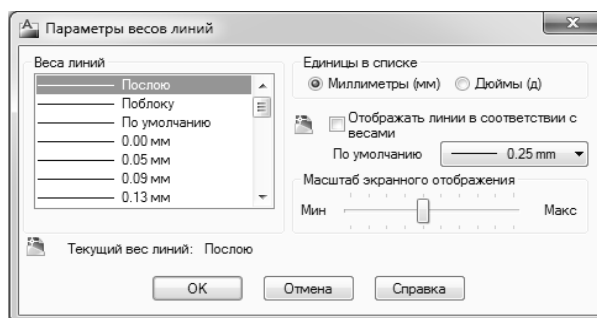 Параметры весов линий
Веса линий
Послою
Поблоку
По умолчанию
0.00 мм
0.05 мм
0.09 мм
0.13 мм
Единицы в списке
Миллиметры (мм)
Дюймы (д)
Отображать линии в соответствии с
весами
По умолчанию
0.25 mm
Масштаб экранного отображения
Мин
Макс
Текущий вес линий: Послою
OK
Отмена
Справка